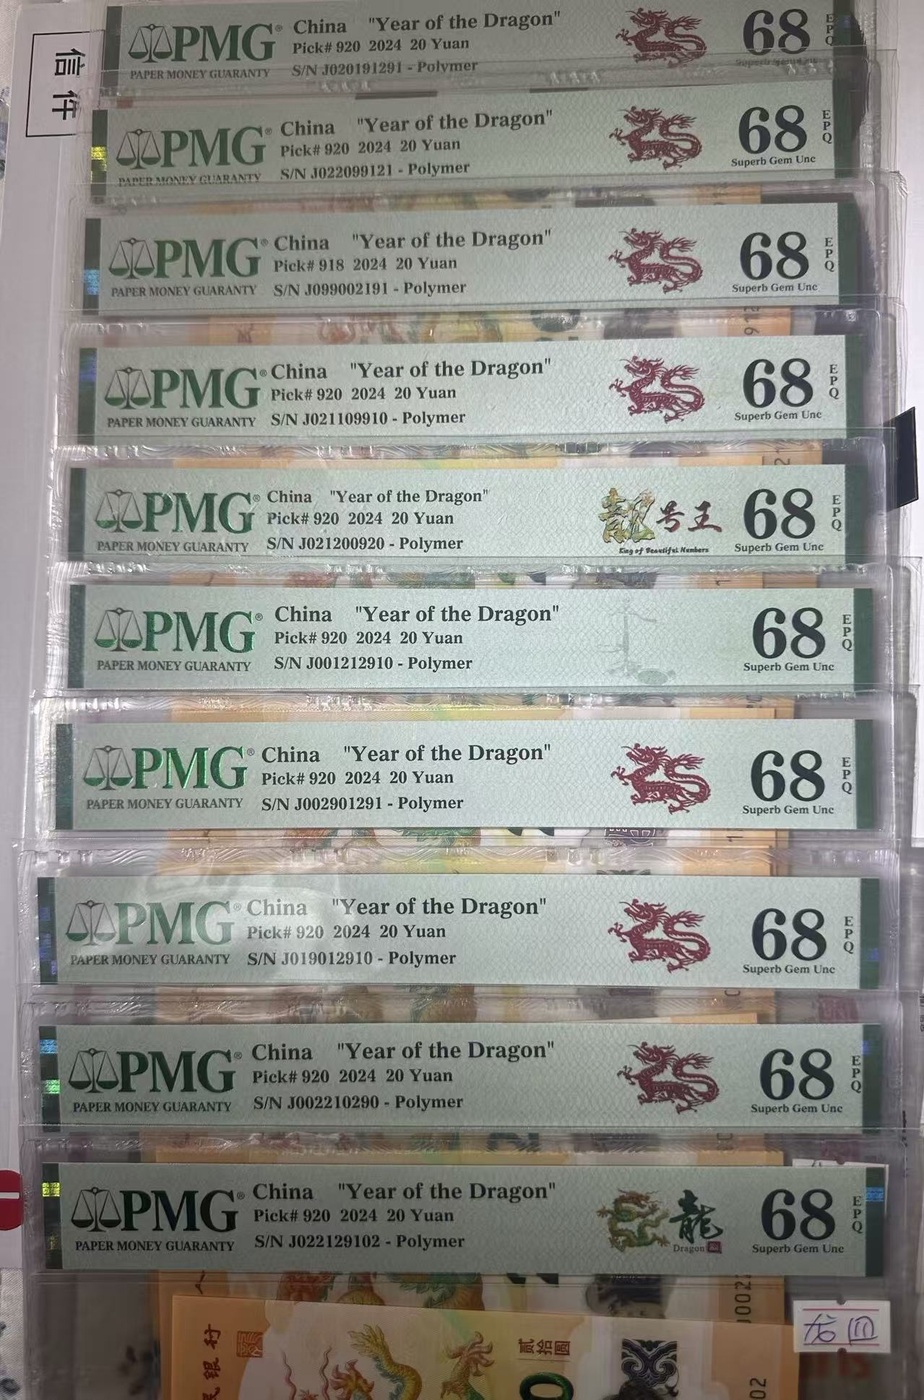 信件
PMG®
PAPER MONEY GUARANTY
China "Year of the Dragon"
Pick# 920 2024 20 Yuan
S/N J020191291 - Polymer
68
EPQ
Superb Gem Unc
PMG®
PAPER MONEY GUARANTY
China "Year of the Dragon"
Pick# 920 2024 20 Yuan
S/N J022099121 - Polymer
68
EPQ
Superb Gem Unc
PMG®
PAPER MONEY GUARANTY
China "Year of the Dragon"
Pick# 918 2024 20 Yuan
S/N J099002191 - Polymer
68
EPQ
Superb Gem Unc
PMG®
PAPER MONEY GUARANTY
China "Year of the Dragon"
Pick# 920 2024 20 Yuan
S/N J021109910 - Polymer
68
EPQ
Superb Gem Unc
PMG®
PAPER MONEY GUARANTY
China "Year of the Dragon"
Pick# 920 2024 20 Yuan
S/N J021200920 - Polymer
靓号王
King of Beautiful Numbers
68
EPQ
Superb Gem Unc
PMG®
PAPER MONEY GUARANTY
China "Year of the Dragon"
Pick# 920 2024 20 Yuan
S/N J001212910 - Polymer
68
EPQ
Superb Gem Unc
PMG®
PAPER MONEY GUARANTY
China "Year of the Dragon"
Pick# 920 2024 20 Yuan
S/N J002901291 - Polymer
68
EPQ
Superb Gem Unc
PMG®
PAPER MONEY GUARANTY
China "Year of the Dragon"
Pick# 920 2024 20 Yuan
S/N J019012910 - Polymer
68
EPQ
Superb Gem Unc
PMG®
PAPER MONEY GUARANTY
China "Year of the Dragon"
Pick# 920 2024 20 Yuan
S/N J002210290 - Polymer
68
EPQ
Superb Gem Unc
PMG®
PAPER MONEY GUARANTY
China "Year of the Dragon"
Pick# 920 2024 20 Yuan
S/N J022129102 - Polymer
龍
Dragon
68
EPQ
Superb Gem Unc
民银行
贰拾圆
02